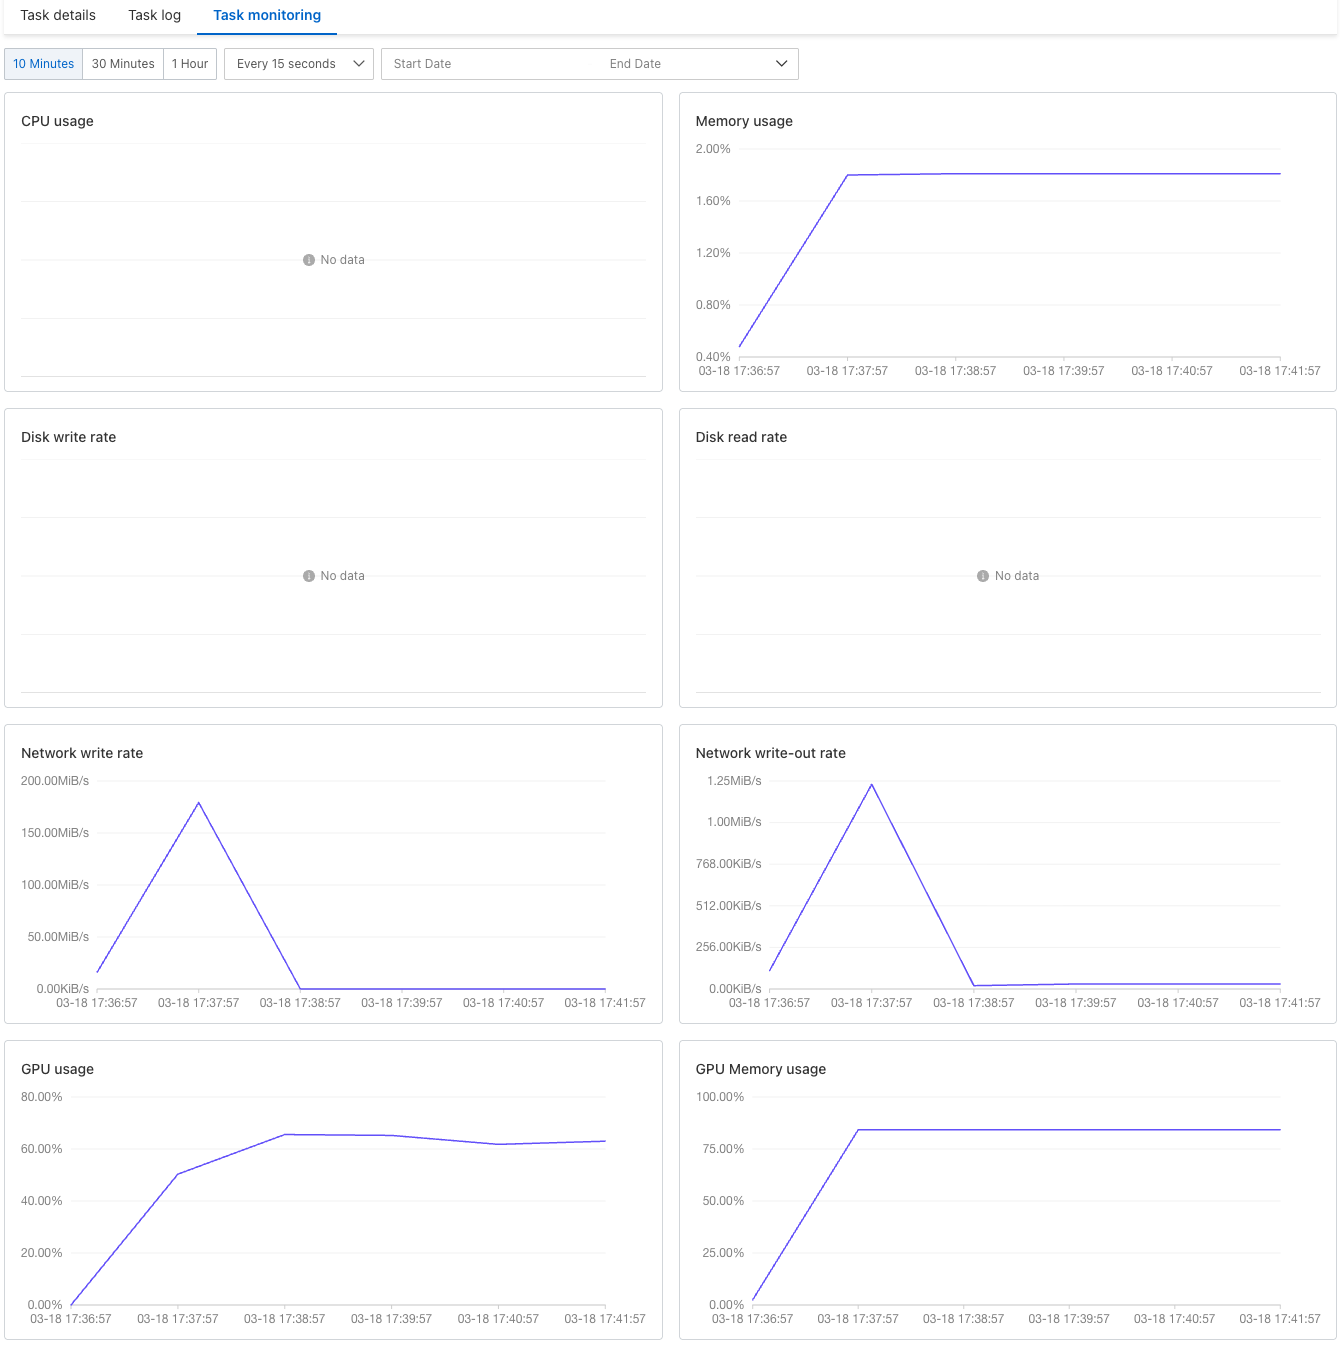 Task details Task log Task monitoring
10 Minutes 30 Minutes 1 Hour Every 15 seconds Start Date End Date
CPU usage
No data
Memory usage
2.00%
1.60%
1.20%
0.80%
0.40%
03-18 17:36:57 03-18 17:37:57 03-18 17:38:57 03-18 17:39:57 03-18 17:40:57 03-18 17:41:57
Disk write rate
No data
Disk read rate
No data
Network write rate
200.00MiB/s
150.00MiB/s
100.00MiB/s
50.00MiB/s
0.00KiB/s
03-18 17:36:57 03-18 17:37:57 03-18 17:38:57 03-18 17:39:57 03-18 17:40:57 03-18 17:41:57
Network write-out rate
1.25MiB/s
1.00MiB/s
768.00KiB/s
512.00KiB/s
256.00KiB/s
0.00KiB/s
03-18 17:36:57 03-18 17:37:57 03-18 17:38:57 03-18 17:39:57 03-18 17:40:57 03-18 17:41:57
GPU usage
80.00%
60.00%
40.00%
20.00%
0.00%
03-18 17:36:57 03-18 17:37:57 03-18 17:38:57 03-18 17:39:57 03-18 17:40:57 03-18 17:41:57
GPU Memory usage
100.00%
75.00%
50.00%
25.00%
0.00%
03-18 17:36:57 03-18 17:37:57 03-18 17:38:57 03-18 17:39:57 03-18 17:40:57 03-18 17:41:57